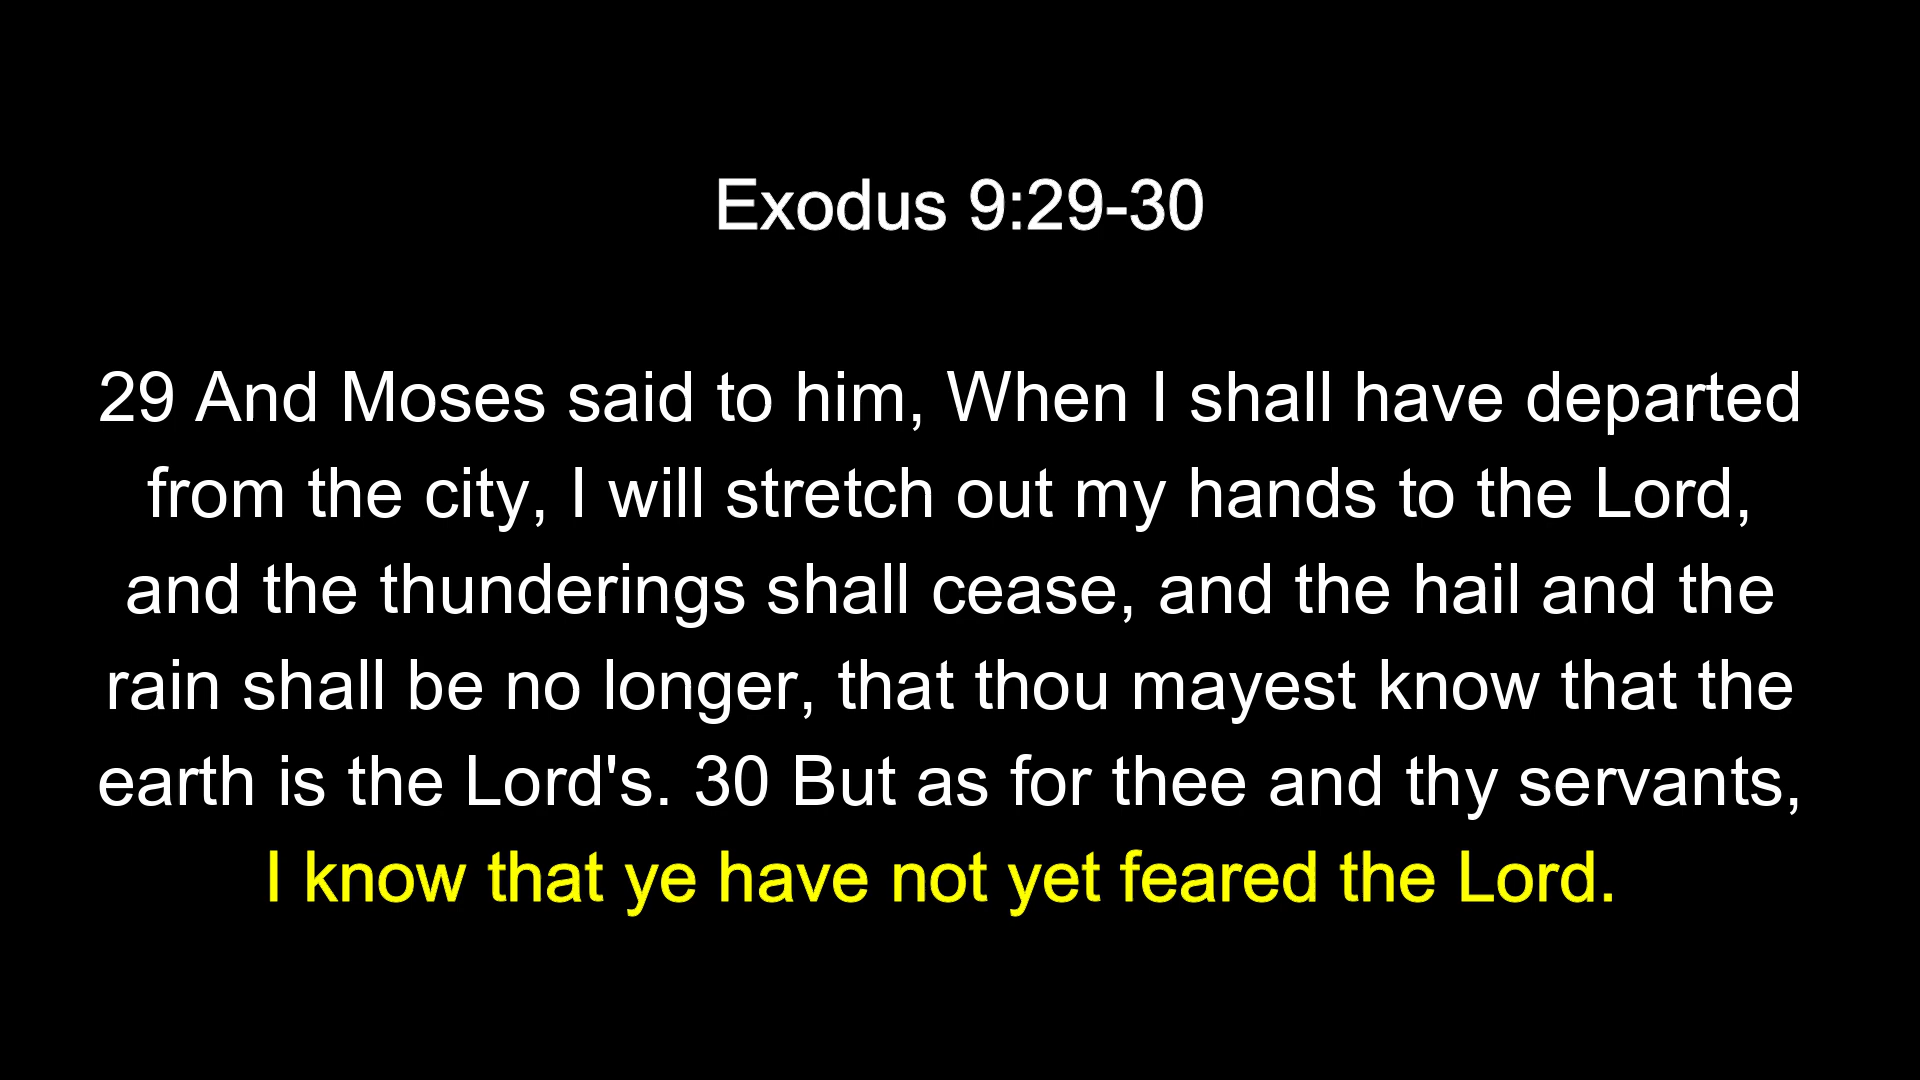 Exodus 9:29-30
29 And Moses said to him, When I shall have departed
from the city, I will stretch out my hands to the Lord,
and the thunderings shall cease, and the hail and the
rain shall be no longer, that thou mayest know that the
earth is the Lord's. 30 But as for thee and thy servants,
I know that ye have not yet feared the Lord.